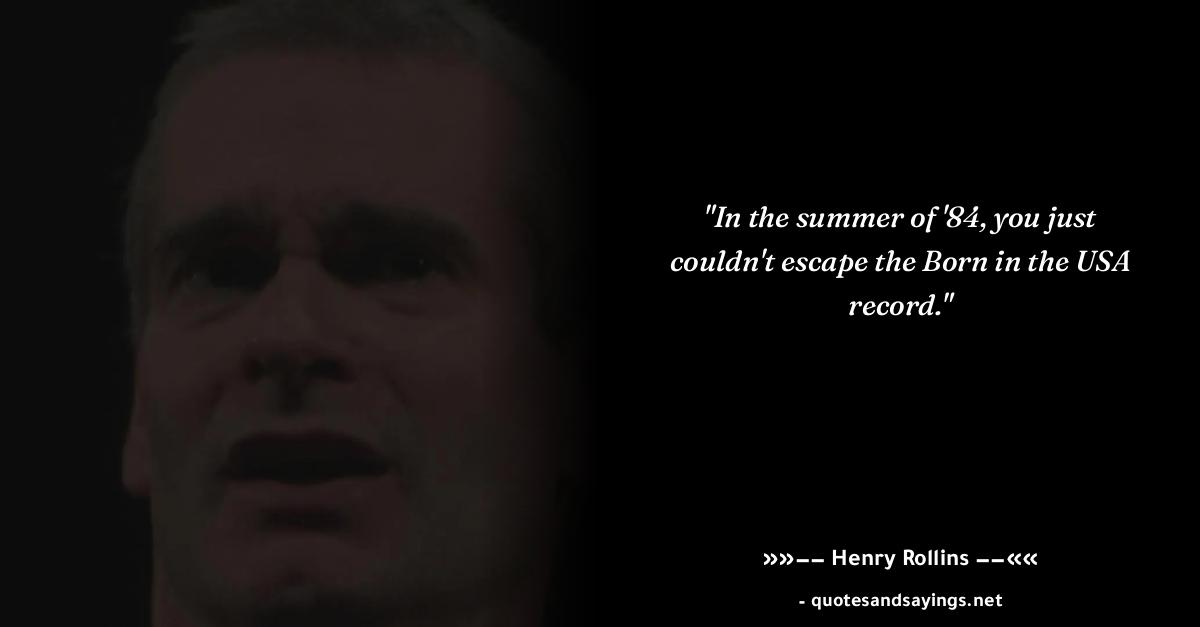 "In the summer of '84, you just
couldn't escape the Born in the USA
record."
»»−− Henry Rollins −−««
- quotesandsayings.net